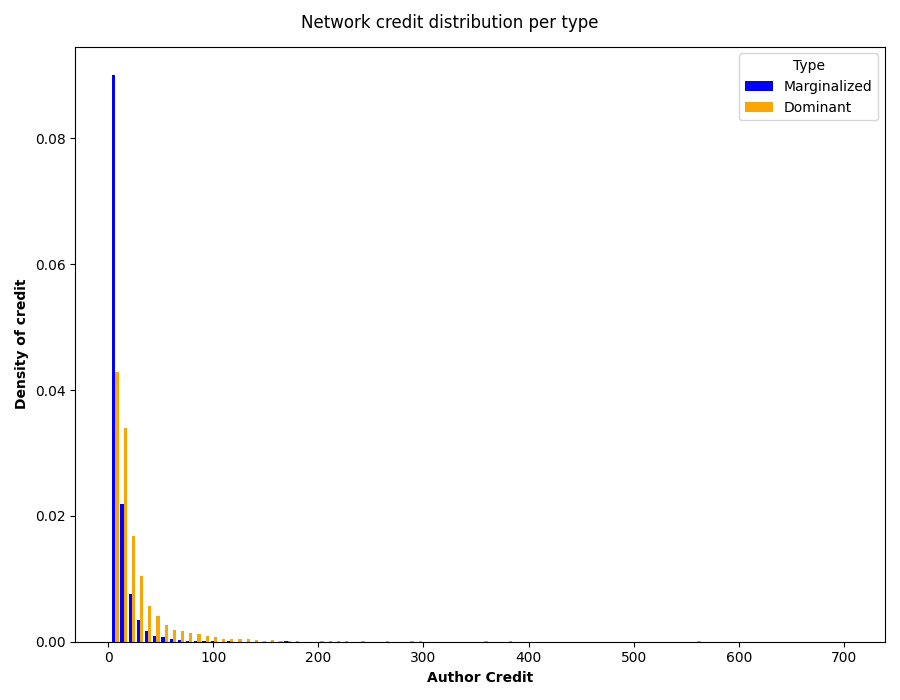 Network credit distribution per type
Type
Marginalized
Dominant
0.08
0.06
0.04
0.02
0.00
Density of credit
0 100 200 300 400 500 600 700
Author Credit